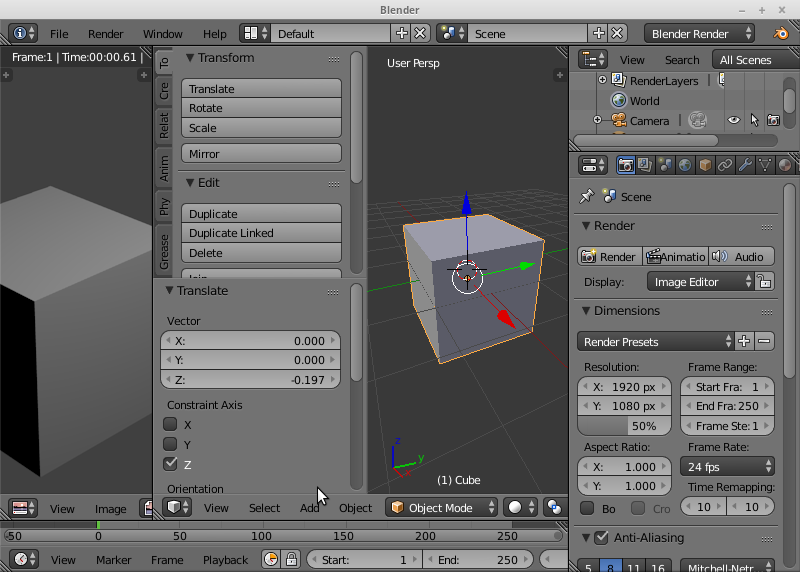 Blender
File Render Window Help Default Scene Blender Render
Frame:1 | Time:00:00.61 |
To
Cre
Relat
Anim
Phy
Grease
Transform
Translate
Rotate
Scale
Mirror
Edit
Duplicate
Duplicate Linked
Delete
Join
Translate
Vector
X: 0.000
Y: 0.000
Z: -0.197
Constraint Axis
X
Y
Z
Orientation
User Persp
z
y
(1) Cube
View Image
View Select Add Object Object Mode
-50 0 50 100 150 200 250
View Marker Frame Playback Start: 1 End: 250
View Search All Scenes
RenderLayers |
World
Camera
Scene
Render
Render Animatio Audio
Display: Image Editor
Dimensions
Render Presets
Resolution: Frame Range:
X: 1920 px Start Fra: 1
Y: 1080 px End Fra: 250
50% Frame Ste: 1
Aspect Ratio: Frame Rate:
X: 1.000 24 fps
Y: 1.000 Time Remapping:
Bo Cro 10 10
Anti-Aliasing
5 8 11 16 Mitchell-Netr